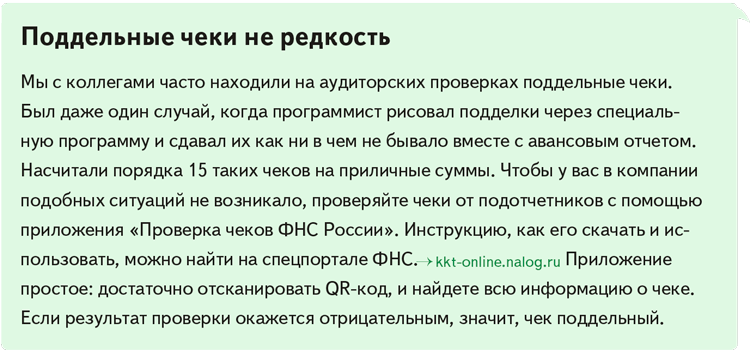 Поддельные чеки не редкость
Мы с коллегами часто находили на аудиторских проверках поддельные чеки.
Был даже один случай, когда программист рисовал подделки через специаль-
ную программу и сдавал их как ни в чем не бывало вместе с авансовым отчетом.
Насчитали порядка 15 таких чеков на приличные суммы. Чтобы у вас в компании
подобных ситуаций не возникало, проверяйте чеки от подотчетников с помощью
приложения «Проверка чеков ФНС России». Инструкцию, как его скачать и ис-
пользовать, можно найти на спецпортале ФНС.→kkt-online.nalog.ru Приложение
простое: достаточно отсканировать QR-код, и найдете всю информацию о чеке.
Если результат проверки окажется отрицательным, значит, чек поддельный.